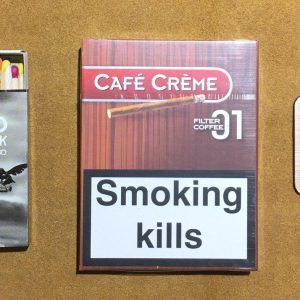 CAFÉ CRÈME
FILTER
COFFEE 01
Smoking
kills